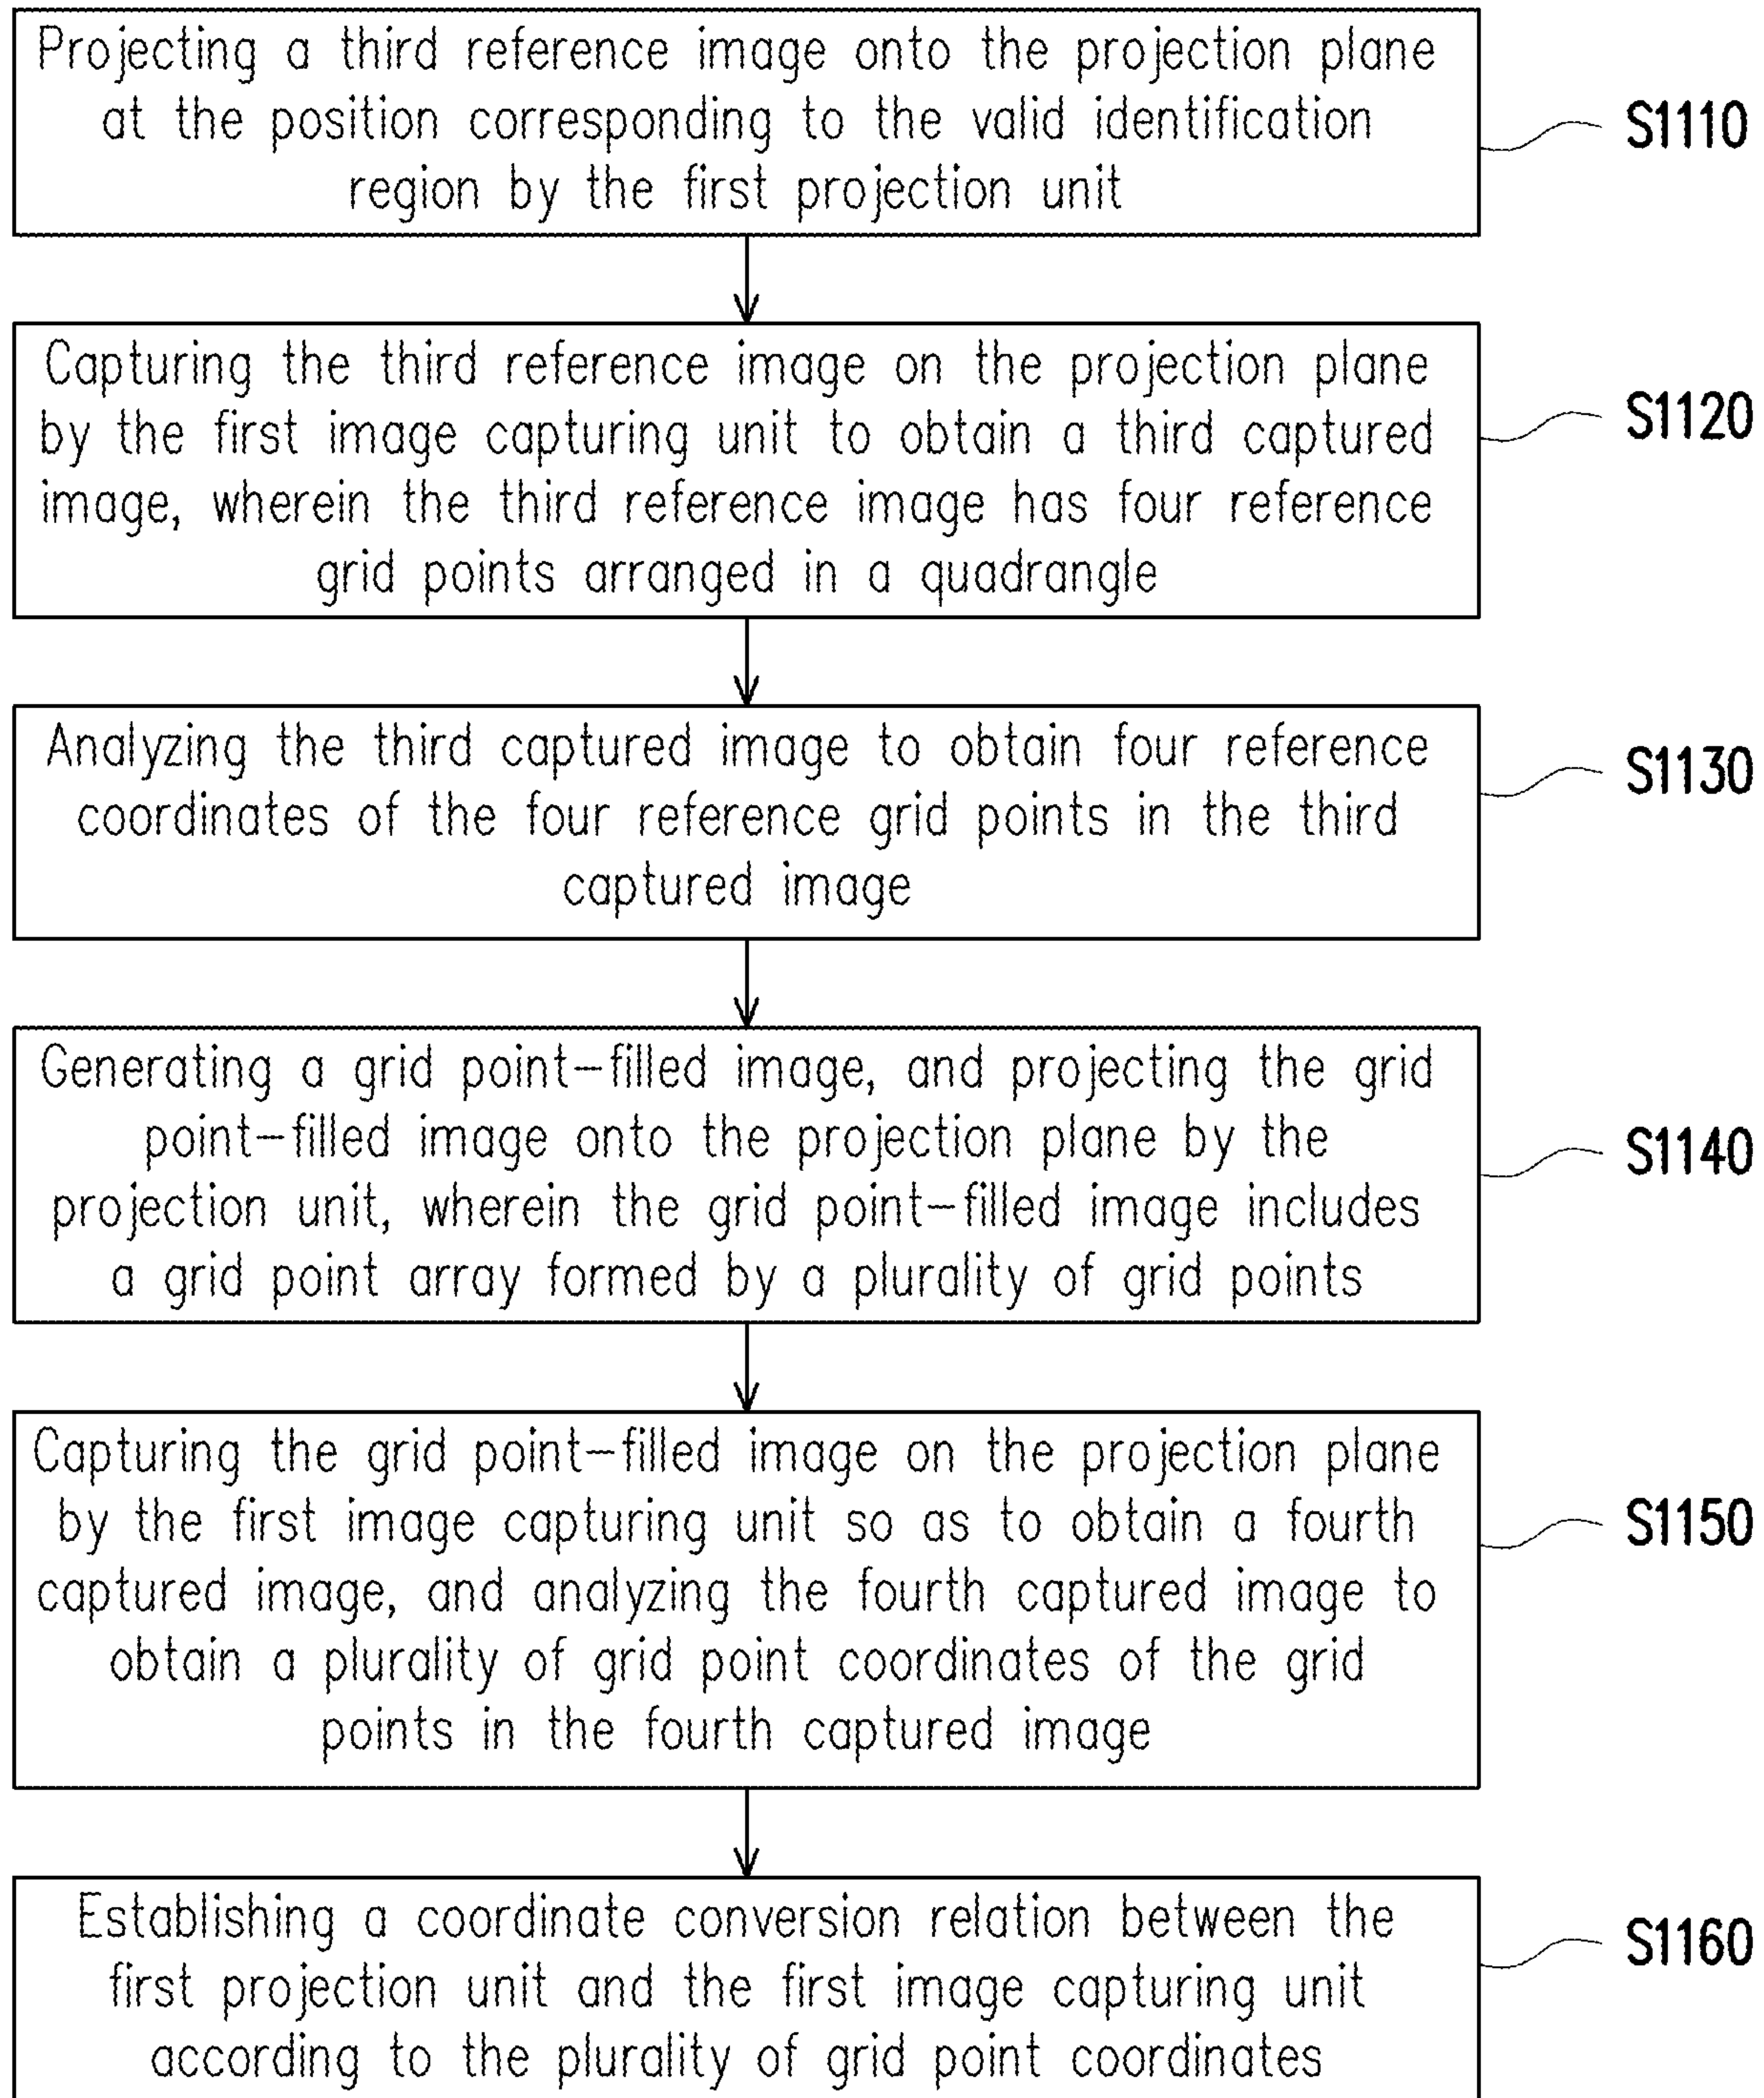 Projecting a third reference image onto the projection plane
at the position corresponding to the valid identification
region by the first projection unit
S1110
Capturing the third reference image on the projection plane
by the first image capturing unit to obtain a third captured
image, wherein the third reference image has four reference
grid points arranged in a quadrangle
S1120
Analyzing the third captured image to obtain four reference
coordinates of the four reference grid points in the third
captured image
S1130
Generating a grid point-filled image, and projecting the grid
point-filled image onto the projection plane by the
projection unit, wherein the grid point-filled image includes
a grid point array formed by a plurality of grid points
S1140
Capturing the grid point-filled image on the projection plane
by the first image capturing unit so as to obtain a fourth
captured image, and analyzing the fourth captured image to
obtain a plurality of grid point coordinates of the grid
points in the fourth captured image
S1150
Establishing a coordinate conversion relation between the
first projection unit and the first image capturing unit
according to the plurality of grid point coordinates
S1160